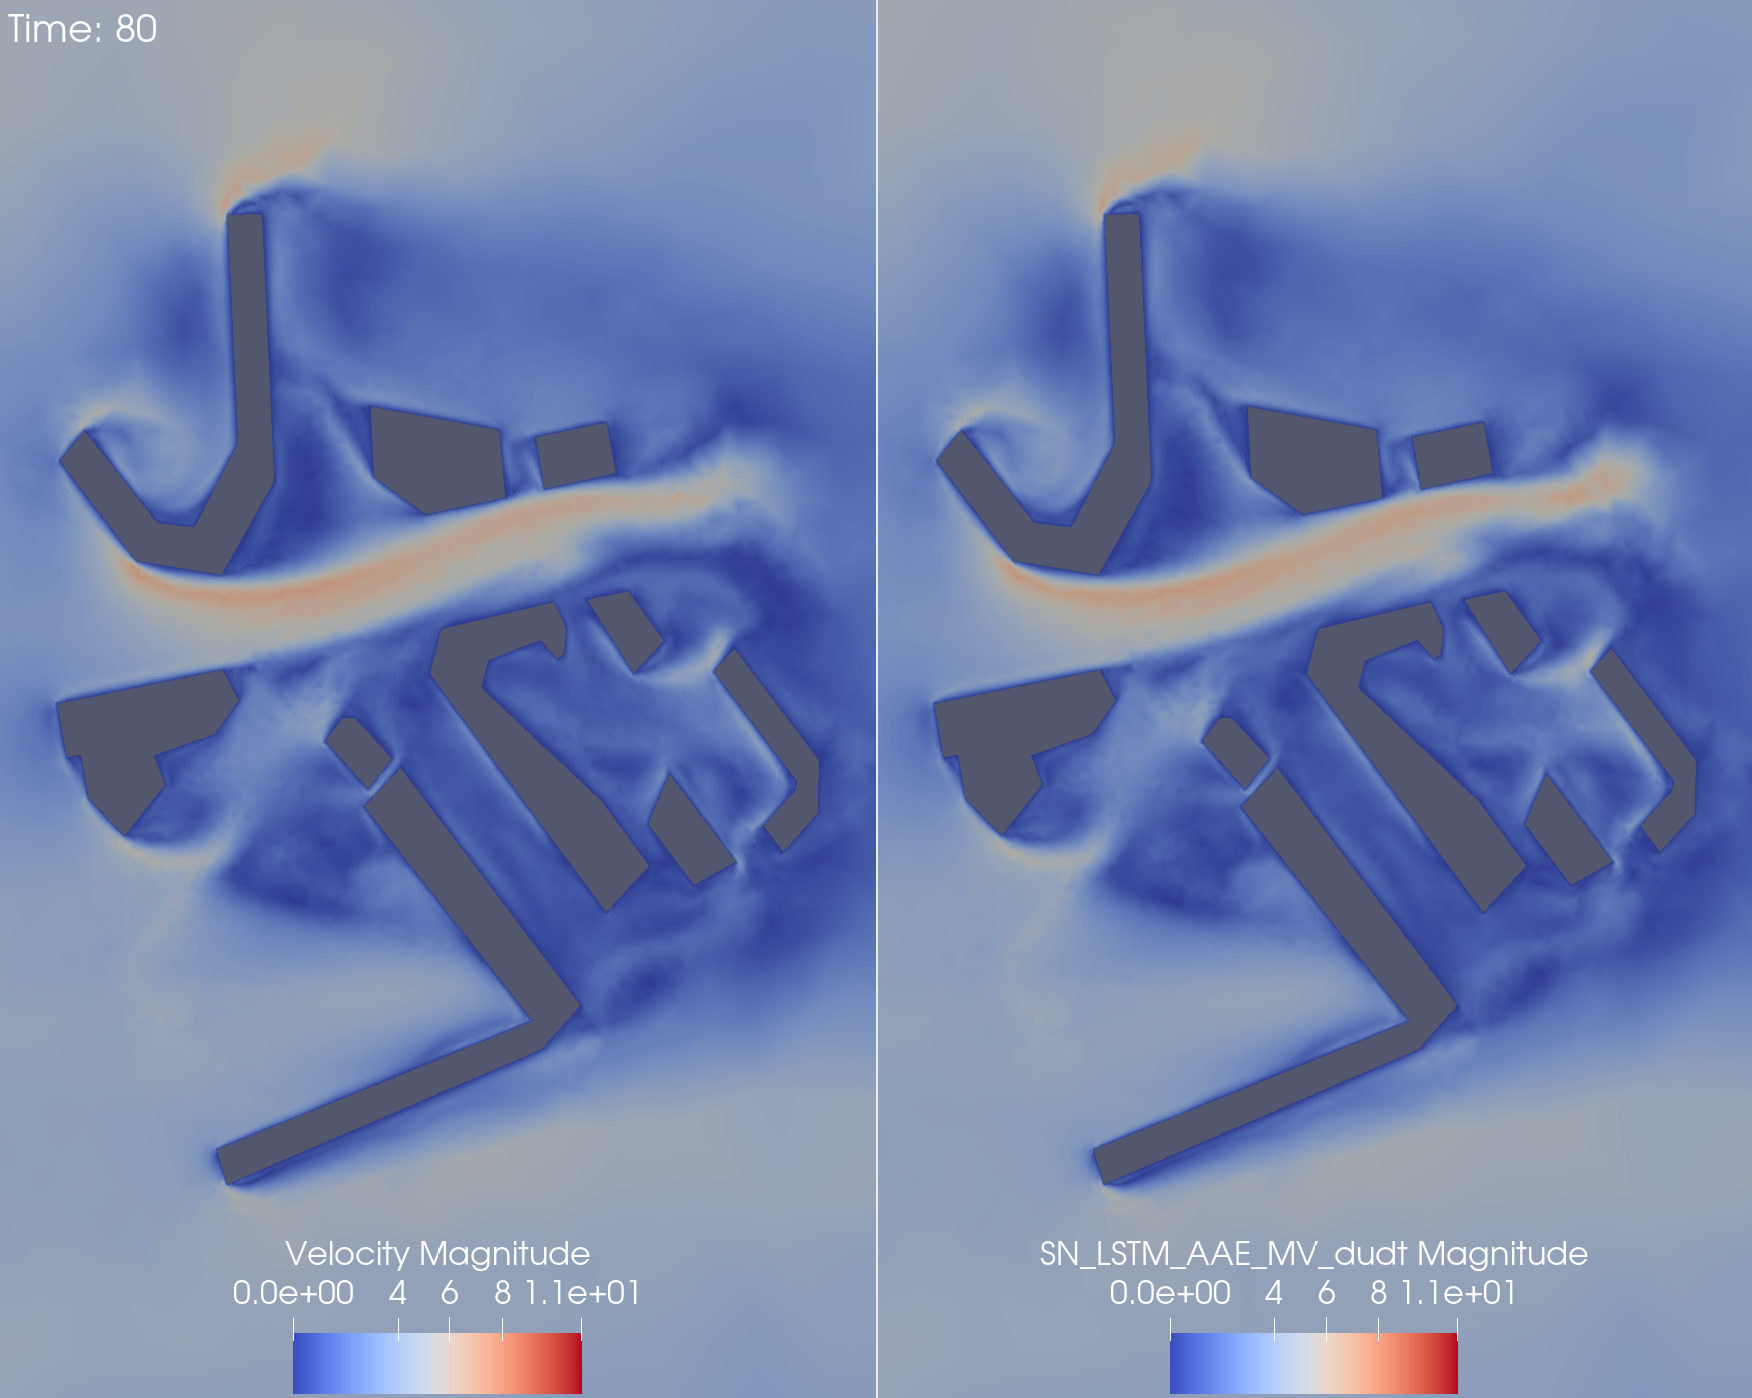 Time: 80
Velocity Magnitude
0.0e+00 4 6 8 1.1e+01
SN_LSTM_AAE_MV_dudt Magnitude
0.0e+00 4 6 8 1.1e+01